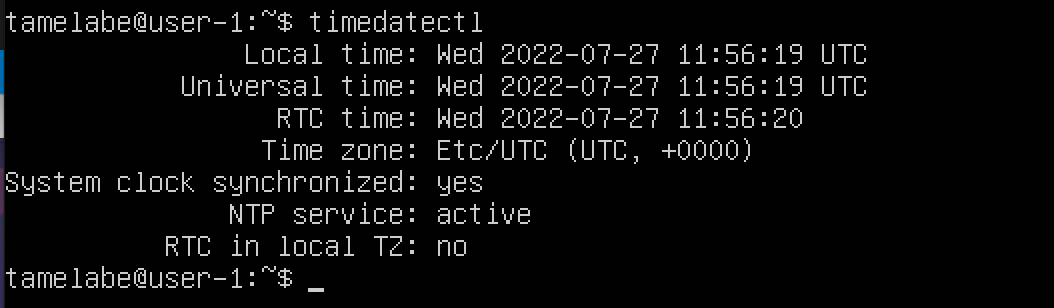 tamelabe@user-1:~$ timedatectl
Local time: Wed 2022-07-27 11:56:19 UTC
Universal time: Wed 2022-07-27 11:56:19 UTC
RTC time: Wed 2022-07-27 11:56:20
Time zone: Etc/UTC (UTC, +0000)
System clock synchronized: yes
NTP service: active
RTC in local TZ: no
tamelabe@user-1:~$ _